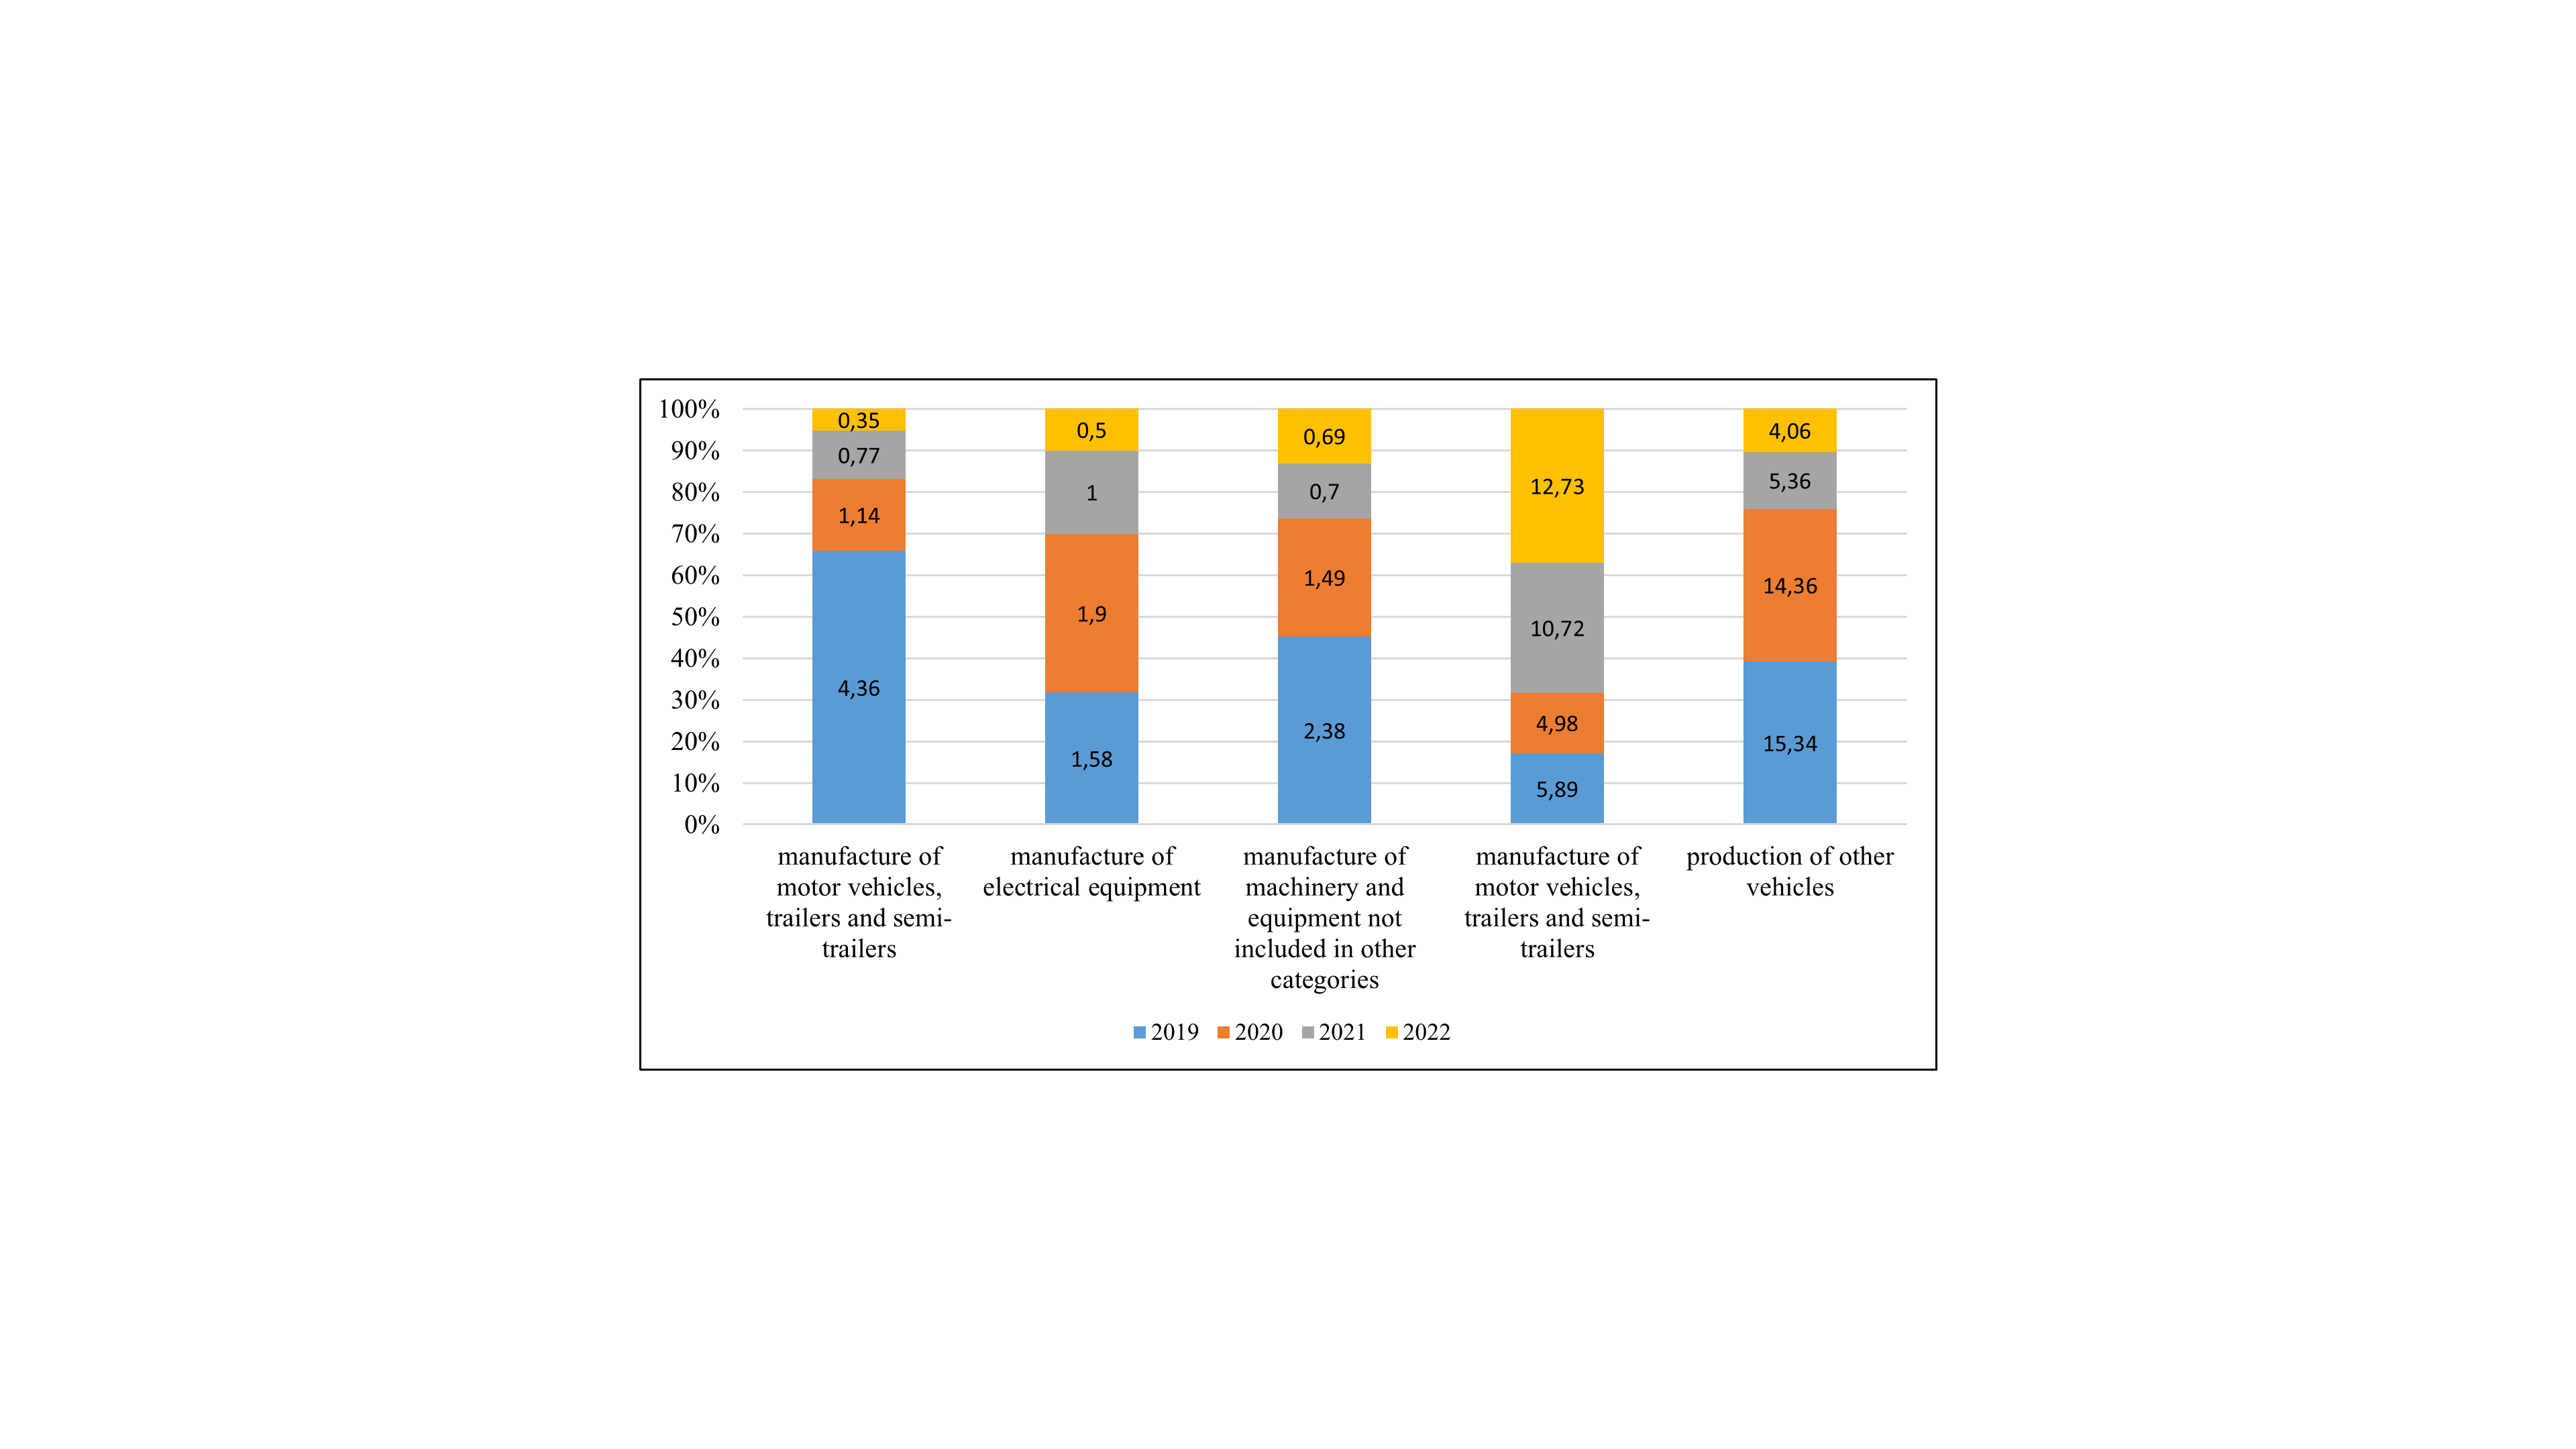 100%
90%
80%
70%
60%
50%
40%
30%
20%
10%
0%
0,35
0,77
1,14
4,36
0,5
1
1,9
1,58
0,69
0,7
1,49
2,38
12,73
10,72
4,98
5,89
4,06
5,36
14,36
15,34
manufacture of
motor vehicles,
trailers and semi-
trailers
manufacture of
electrical equipment
manufacture of
machinery and
equipment not
included in other
categories
manufacture of
motor vehicles,
trailers and semi-
trailers
production of other
vehicles
2019 2020 2021 2022